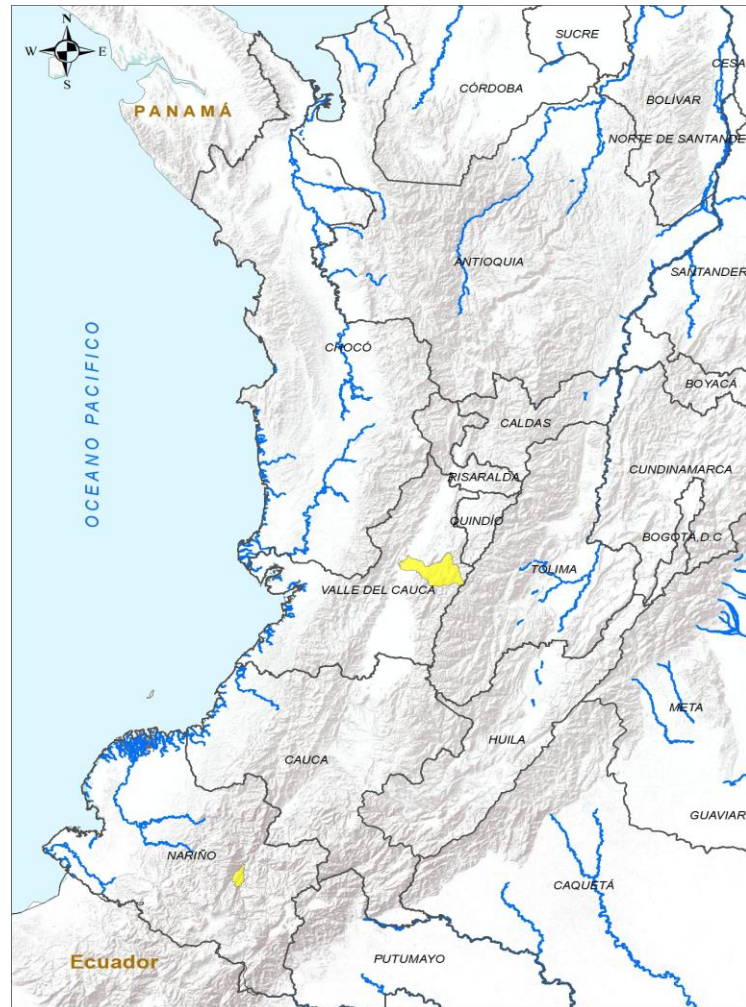 N
W E
S
SUCRE
CESA
CÓRDOBA
BOLÍVAR
PANAMÁ
NORTE DE SANTANDE
ANTIOQUIA
SANTANDER
OCEANO PACIFICO
CHOCÓ
BOYACÁ
CALDAS
CUNDINAMARCA
RISARALDA
QUINDÍO
BOGOTÁ, D.C
TOLIMA
VALLE DEL CAUCA
META
HUILA
CAUCA
GUAVIAR
NARIÑO
CAQUETÁ
Ecuador
PUTUMAYO